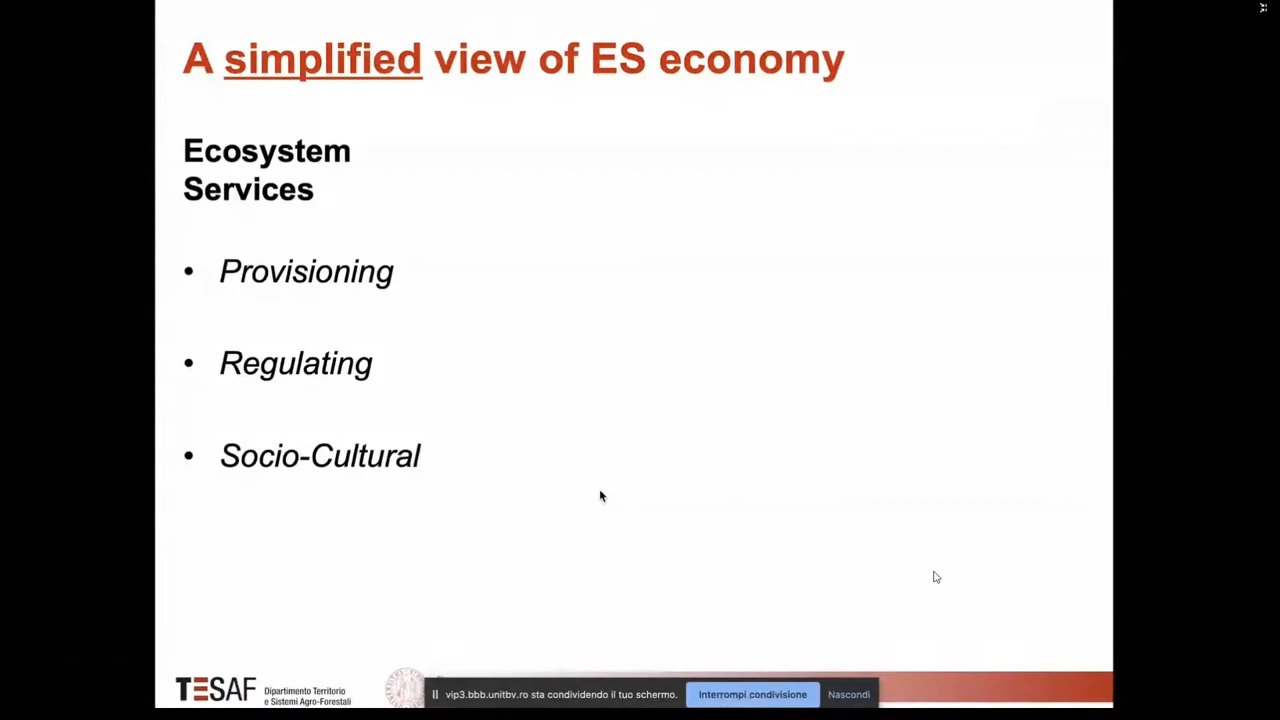 A simplified view of ES economy
Ecosystem
Services
• Provisioning
• Regulating
• Socio-Cultural
TESAF
Dipartimento Territorio
e Sistemi Agro-Forestali
vip3.bbb.unitbv.ro sta condividendo il tuo schermo. Interrompi condivisione Nascondi